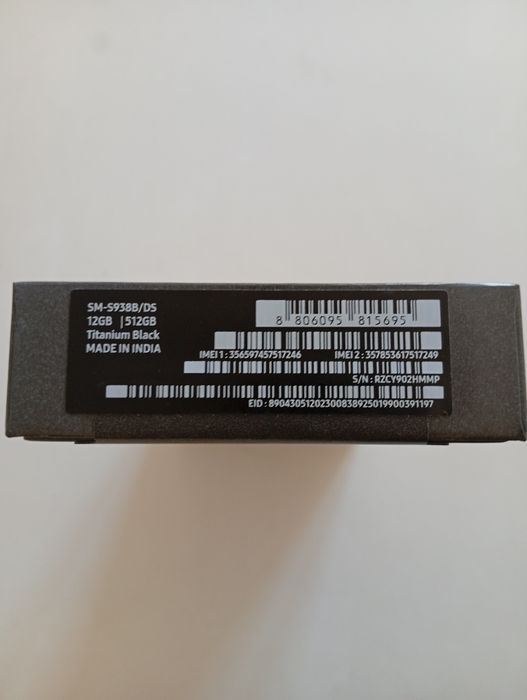 SM-S938B/DS
12GB |512GB
Titanium Black
MADE IN INDIA
8 806095 815695
IMEI 1 : 356597457517246 IMEI 2 : 357853617517249
S/N : RZCY902HMMP
EID : 89043051202300838925019900391197